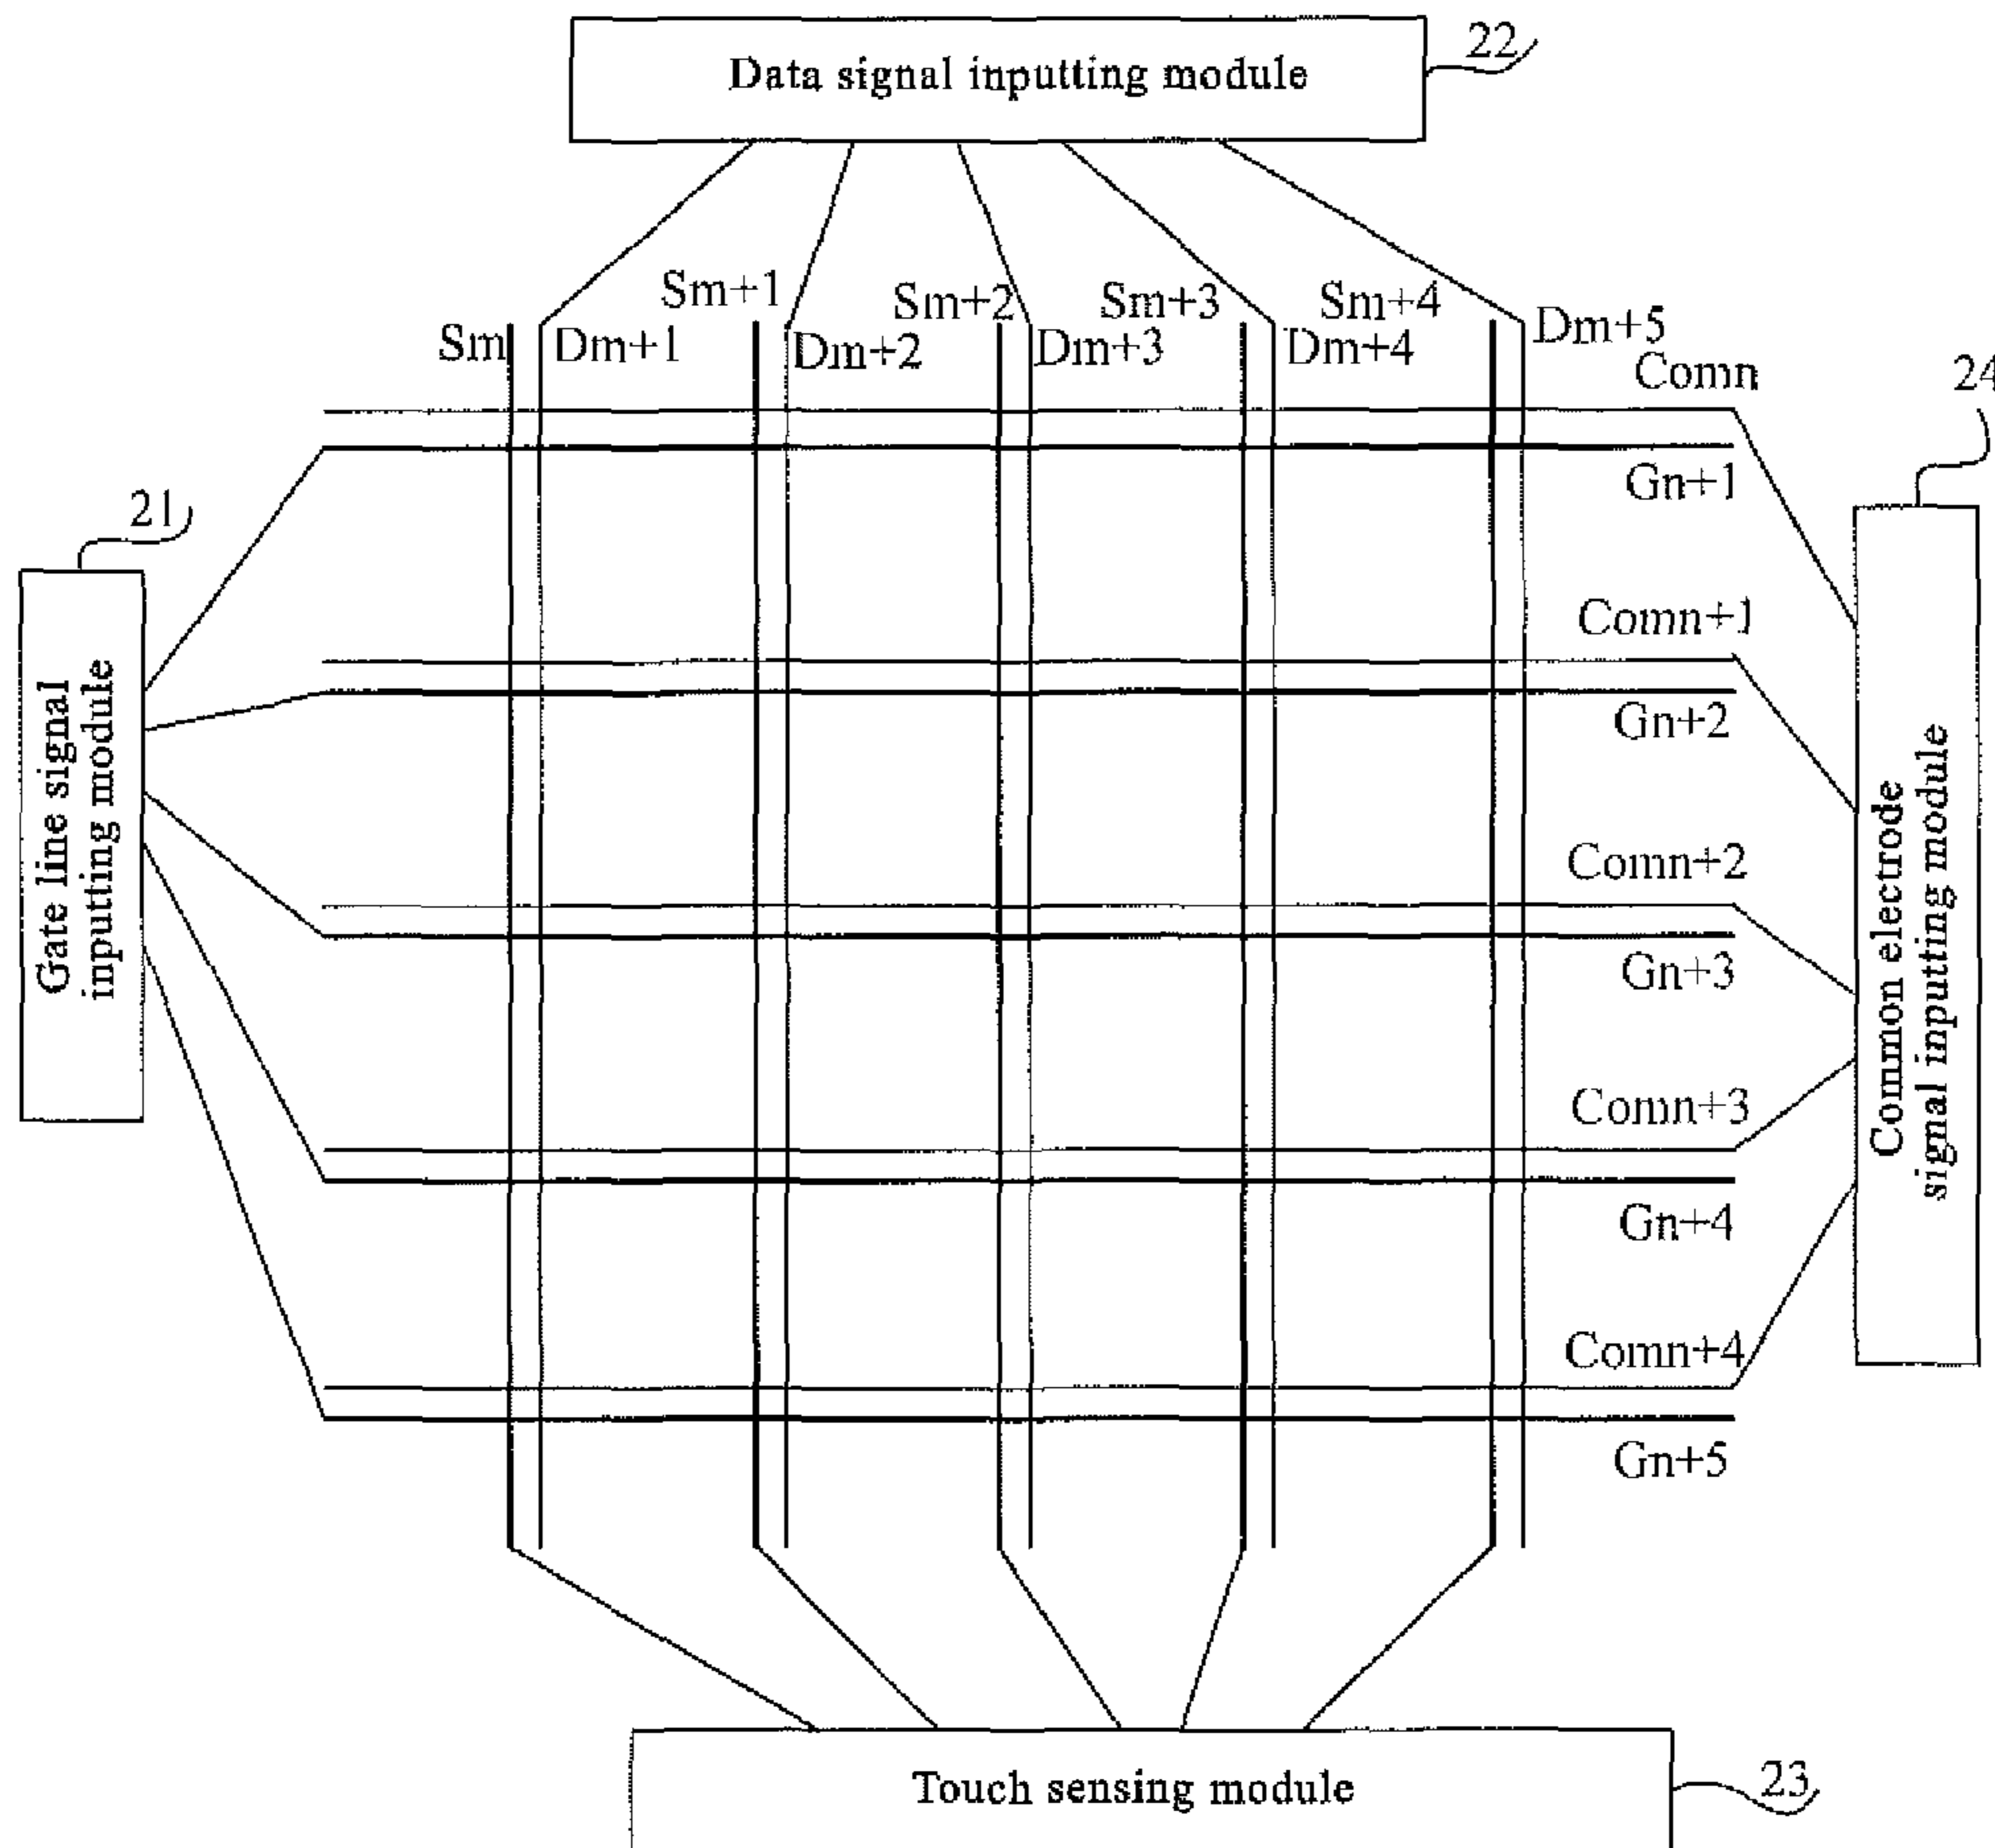 22
Data signal inputting module
Sm+1
Sm+2
Sm+3
Sm+4
Sm
Dm+1
Dm+2
Dm+3
Dm+4
Dm+5
Comn
24
Gn+1
21
Comn+1
Gn+2
Gate line signal
inputing module
Comn+2
Gn+3
Common electrode
signal inputing module
Comn+3
Gn+4
Comn+4
Gn+5
Touch sensing module
23